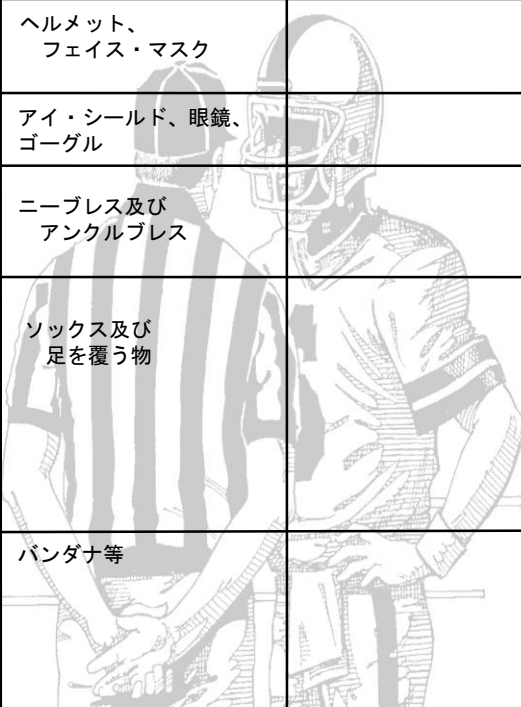 ヘルメット、
フェイス・マスク
アイ・シールド、眼鏡、
ゴーグル
ニーブレス及び
アンクルブレス
ソックス及び
足を覆う物
バンダナ等